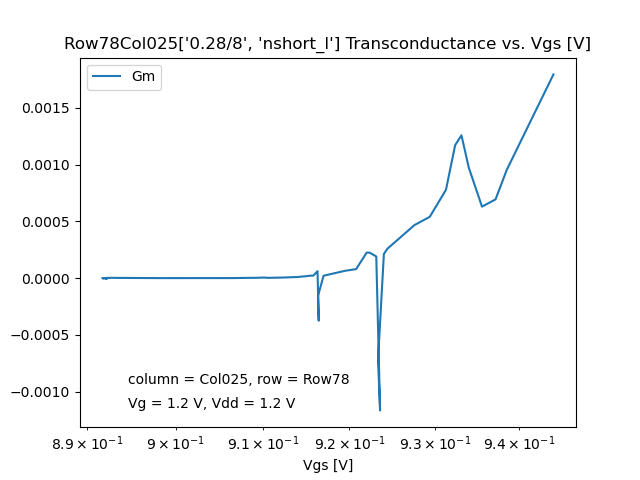 Row78Col025['0.28/8', 'nshort_l'] Transconductance vs. Vgs [V]
Gm
0.0015
0.0010
0.0005
0.0000
−0.0005
−0.0010
column = Col025, row = Row78
Vg = 1.2 V, Vdd = 1.2 V
8.9 × 10⁻¹ 9 × 10⁻¹ 9.1 × 10⁻¹ 9.2 × 10⁻¹ 9.3 × 10⁻¹ 9.4 × 10⁻¹
Vgs [V]